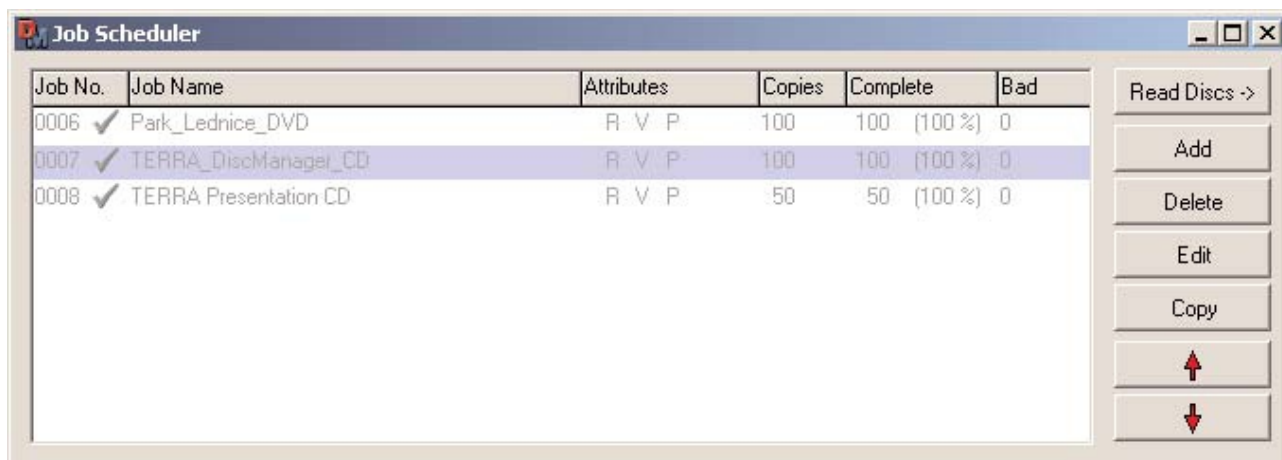 DM Job Scheduler
Job No. Job Name Attributes Copies Complete Bad
0006 Park_Lednice_DVD R V P 100 100 (100 %) 0
0007 TERRA_DiscManager_CD R V P 100 100 (100 %) 0
0008 TERRA Presentation CD R V P 50 50 (100 %) 0
Read Discs ->
Add
Delete
Edit
Copy